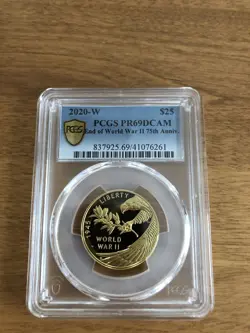 2020-W $25
PCGS PR69DCAM
End of World War II 75th Anniv.
837925.69/41076261
PCGS
LIBERTY
1945
WORLD
WAR II